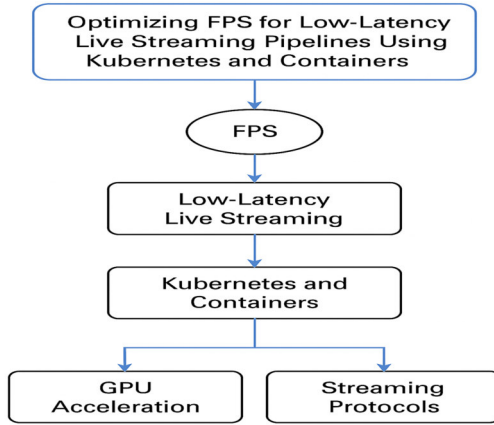 Optimizing FPS for Low-Latency
Live Streaming Pipelines Using
Kubernetes and Containers
FPS
Low-Latency
Live Streaming
Kubernetes and
Containers
GPU
Acceleration
Streaming
Protocols